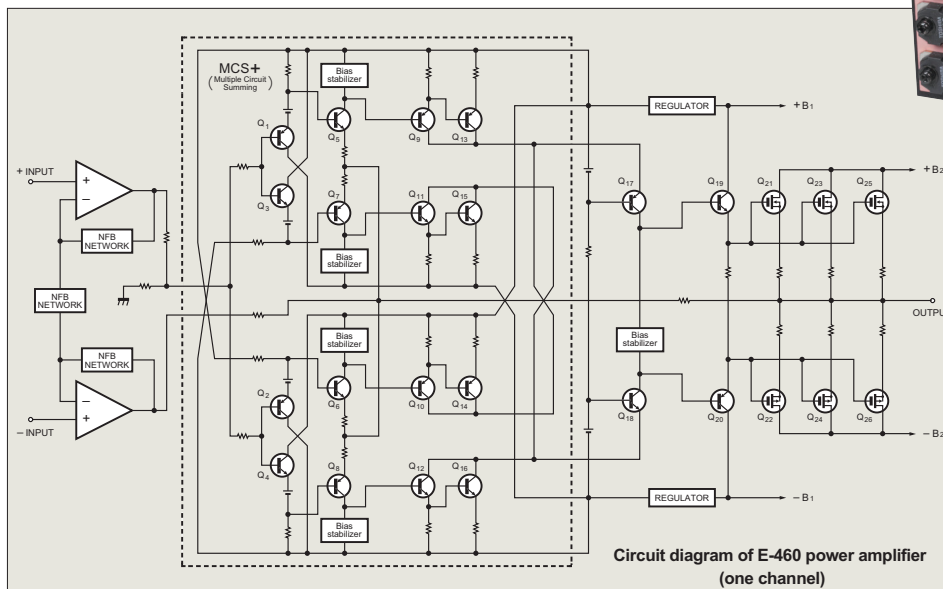 MCS+
( Multiple Circuit
Summing )
Bias
stabilizer
REGULATOR
+ B1
Q1
Q5
Q9
Q13
+ INPUT
+
−
NFB
NETWORK
Q3
Q7
Q11
Q15
Q17
Q19
Q21
Q23
Q25
+ B2
Bias
stabilizer
NFB
NETWORK
OUTPUT
NFB
NETWORK
Bias
stabilizer
Bias
stabilizer
−
+
− INPUT
Q2
Q6
Q10
Q14
Q18
Q20
Q22
Q24
Q26
− B2
Q4
Q8
Q12
Q16
Bias
stabilizer
REGULATOR
− B1
Circuit diagram of E-460 power amplifier
(one channel)